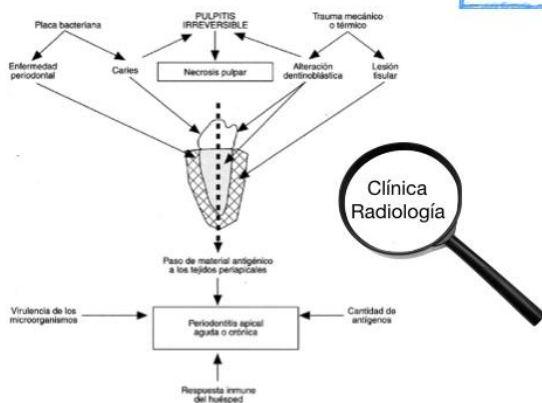 Placa bacteriana
PULPITIS
IRREVERSIBLE
Trauma mecánico
o térmico
Enfermedad
periodontal
Caries
Necrosis pulpar
Alteración
dentinoblástica
Lesión
tisular
Clínica
Radiología
Paso de material antigénico
a los tejidos periapicales
Virulencia de los
microorganismos
Periodontitis apical
aguda o crónica
Cantidad de
antígenos
Respuesta inmune
del huésped